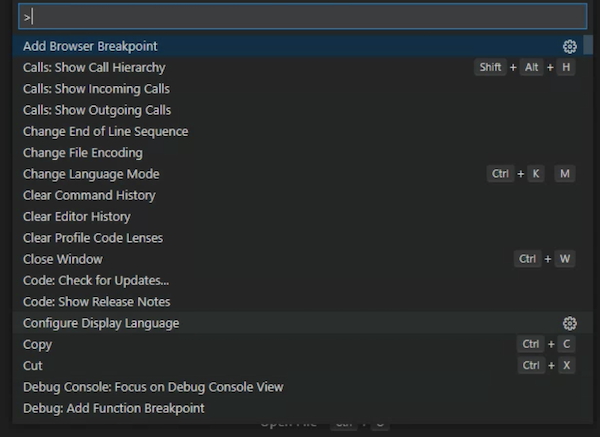 >
Add Browser Breakpoint
Calls: Show Call Hierarchy Shift + Alt + H
Calls: Show Incoming Calls
Calls: Show Outgoing Calls
Change End of Line Sequence
Change File Encoding
Change Language Mode Ctrl + K M
Clear Command History
Clear Editor History
Clear Profile Code Lenses
Close Window Ctrl + W
Code: Check for Updates...
Code: Show Release Notes
Configure Display Language
Copy Ctrl + C
Cut Ctrl + X
Debug Console: Focus on Debug Console View
Debug: Add Function Breakpoint